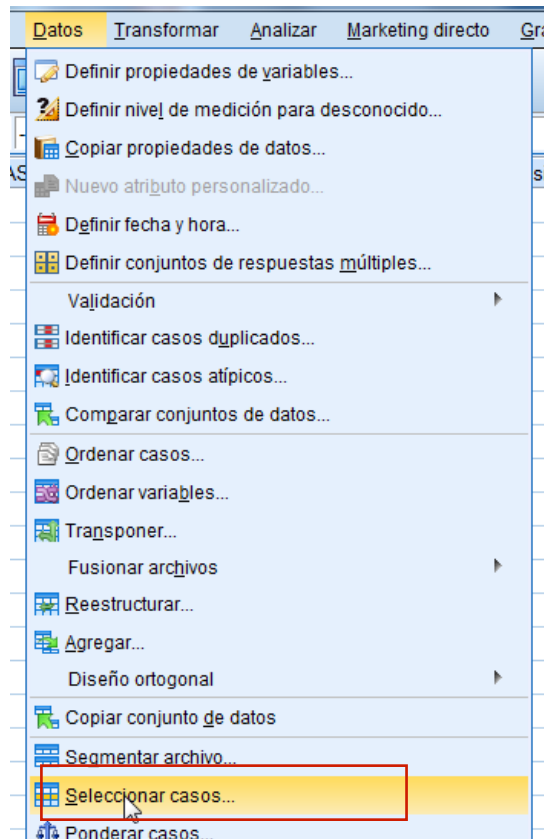 Datos Transformar Analizar Marketing directo
Definir propiedades de variables...
Definir nivel de medición para desconocido...
Copiar propiedades de datos...
Nuevo atributo personalizado...
Definir fecha y hora...
Definir conjuntos de respuestas múltiples...
Validación
Identificar casos duplicados...
Identificar casos atípicos...
Comparar conjuntos de datos...
Ordenar casos...
Ordenar variables...
Transponer...
Fusionar archivos
Reestructurar...
Agregar...
Diseño ortogonal
Copiar conjunto de datos
Segmentar archivo...
Seleccionar casos...
Ponderar casos...